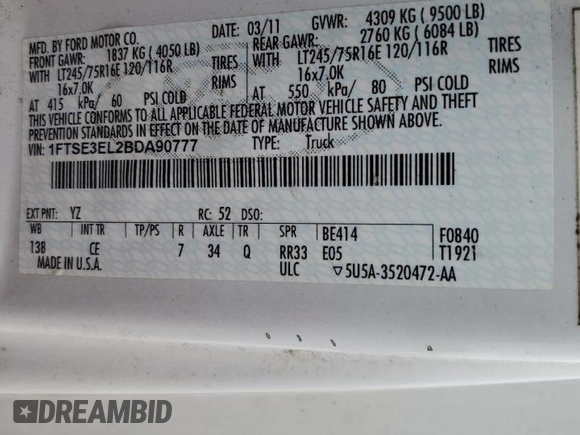 MFD. BY FORD MOTOR CO.
DATE: 03/11 GVWR: 4309 KG ( 9500 LB)
FRONT GAWR: 1837 KG ( 4050 LB) REAR GAWR: 2760 KG ( 6084 LB)
WITH LT245/75R16E 120/116R TIRES WITH LT245/75R16E 120/116R TIRES
16x7.0K RIMS 16x7.0K RIMS
AT 415 kPa/ 60 PSI COLD AT 550 kPa/ 80 PSI COLD
THIS VEHICLE CONFORMS TO ALL APPLICABLE FEDERAL MOTOR VEHICLE SAFETY AND THEFT
PREVENTION STANDARDS IN EFFECT ON THE DATE OF MANUFACTURE SHOWN ABOVE.
VIN: 1FTSE3EL2BDA90777 TYPE: Truck
EXT PNT: YZ RC: 52 DSO:
WB INT TR TP/PS R AXLE TR SPR BE414 F0840
138 CE 7 34 Q RR33 E05 T1921
MADE IN U.S.A. ULC ▽5U5A-3520472-AA
DREAMBID